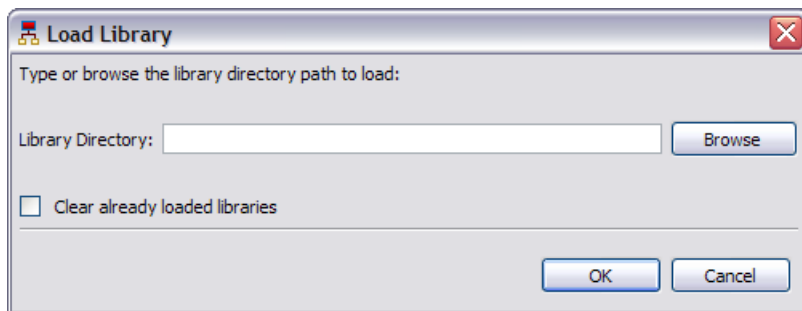 Load Library
Type or browse the library directory path to load:
Library Directory: Browse
Clear already loaded libraries
OK Cancel